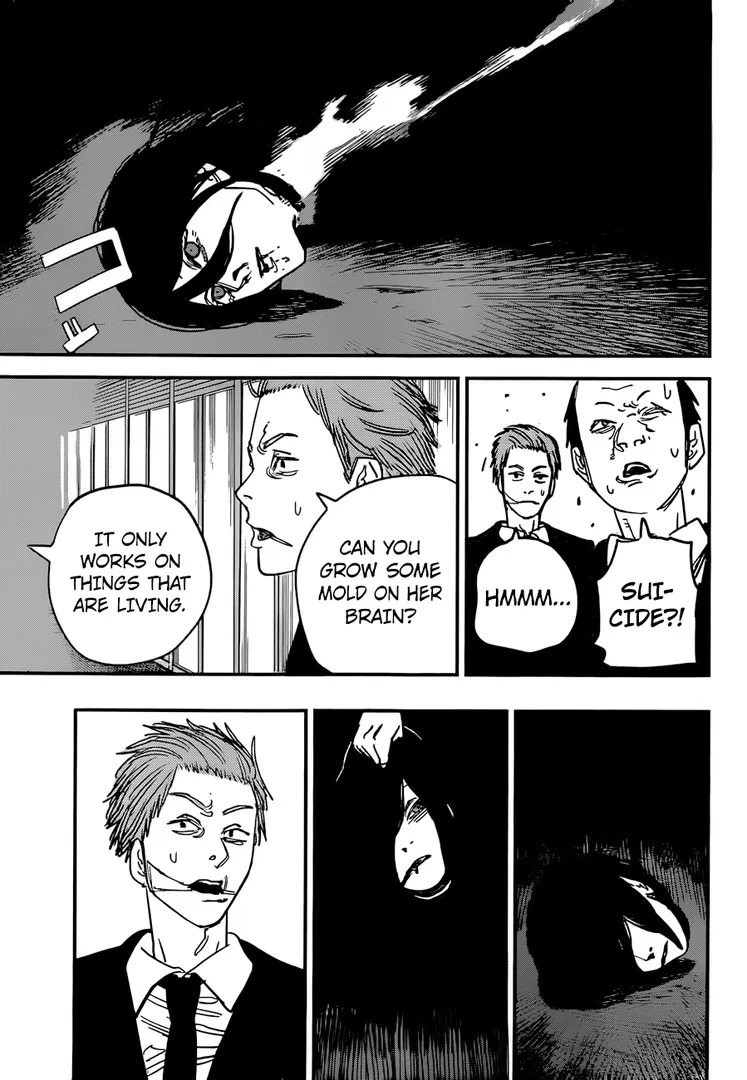 SUI-
CIDE?!
HMMM...
CAN YOU
GROW SOME
MOLD ON HER
BRAIN?
IT ONLY
WORKS ON
THINGS THAT
ARE LIVING.